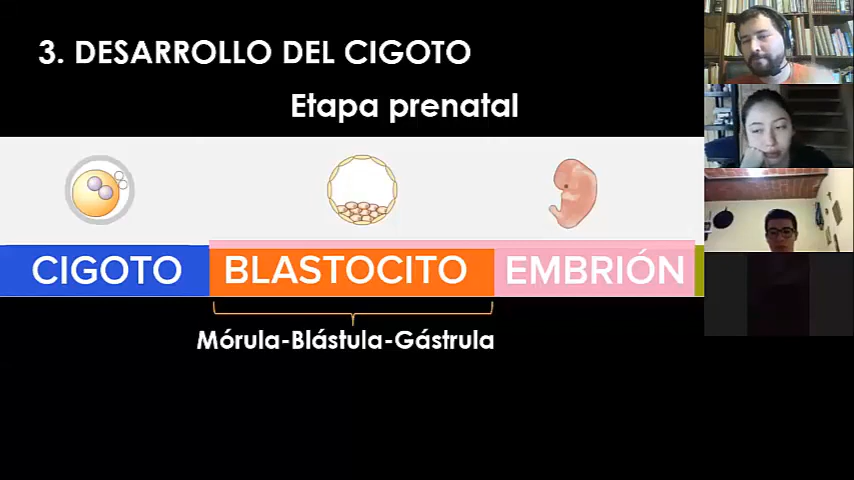 3. DESARROLLO DEL CIGOTO
Etapa prenatal
CIGOTO
BLASTOCITO
EMBRIÓN
Mórula-Blástula-Gástrula